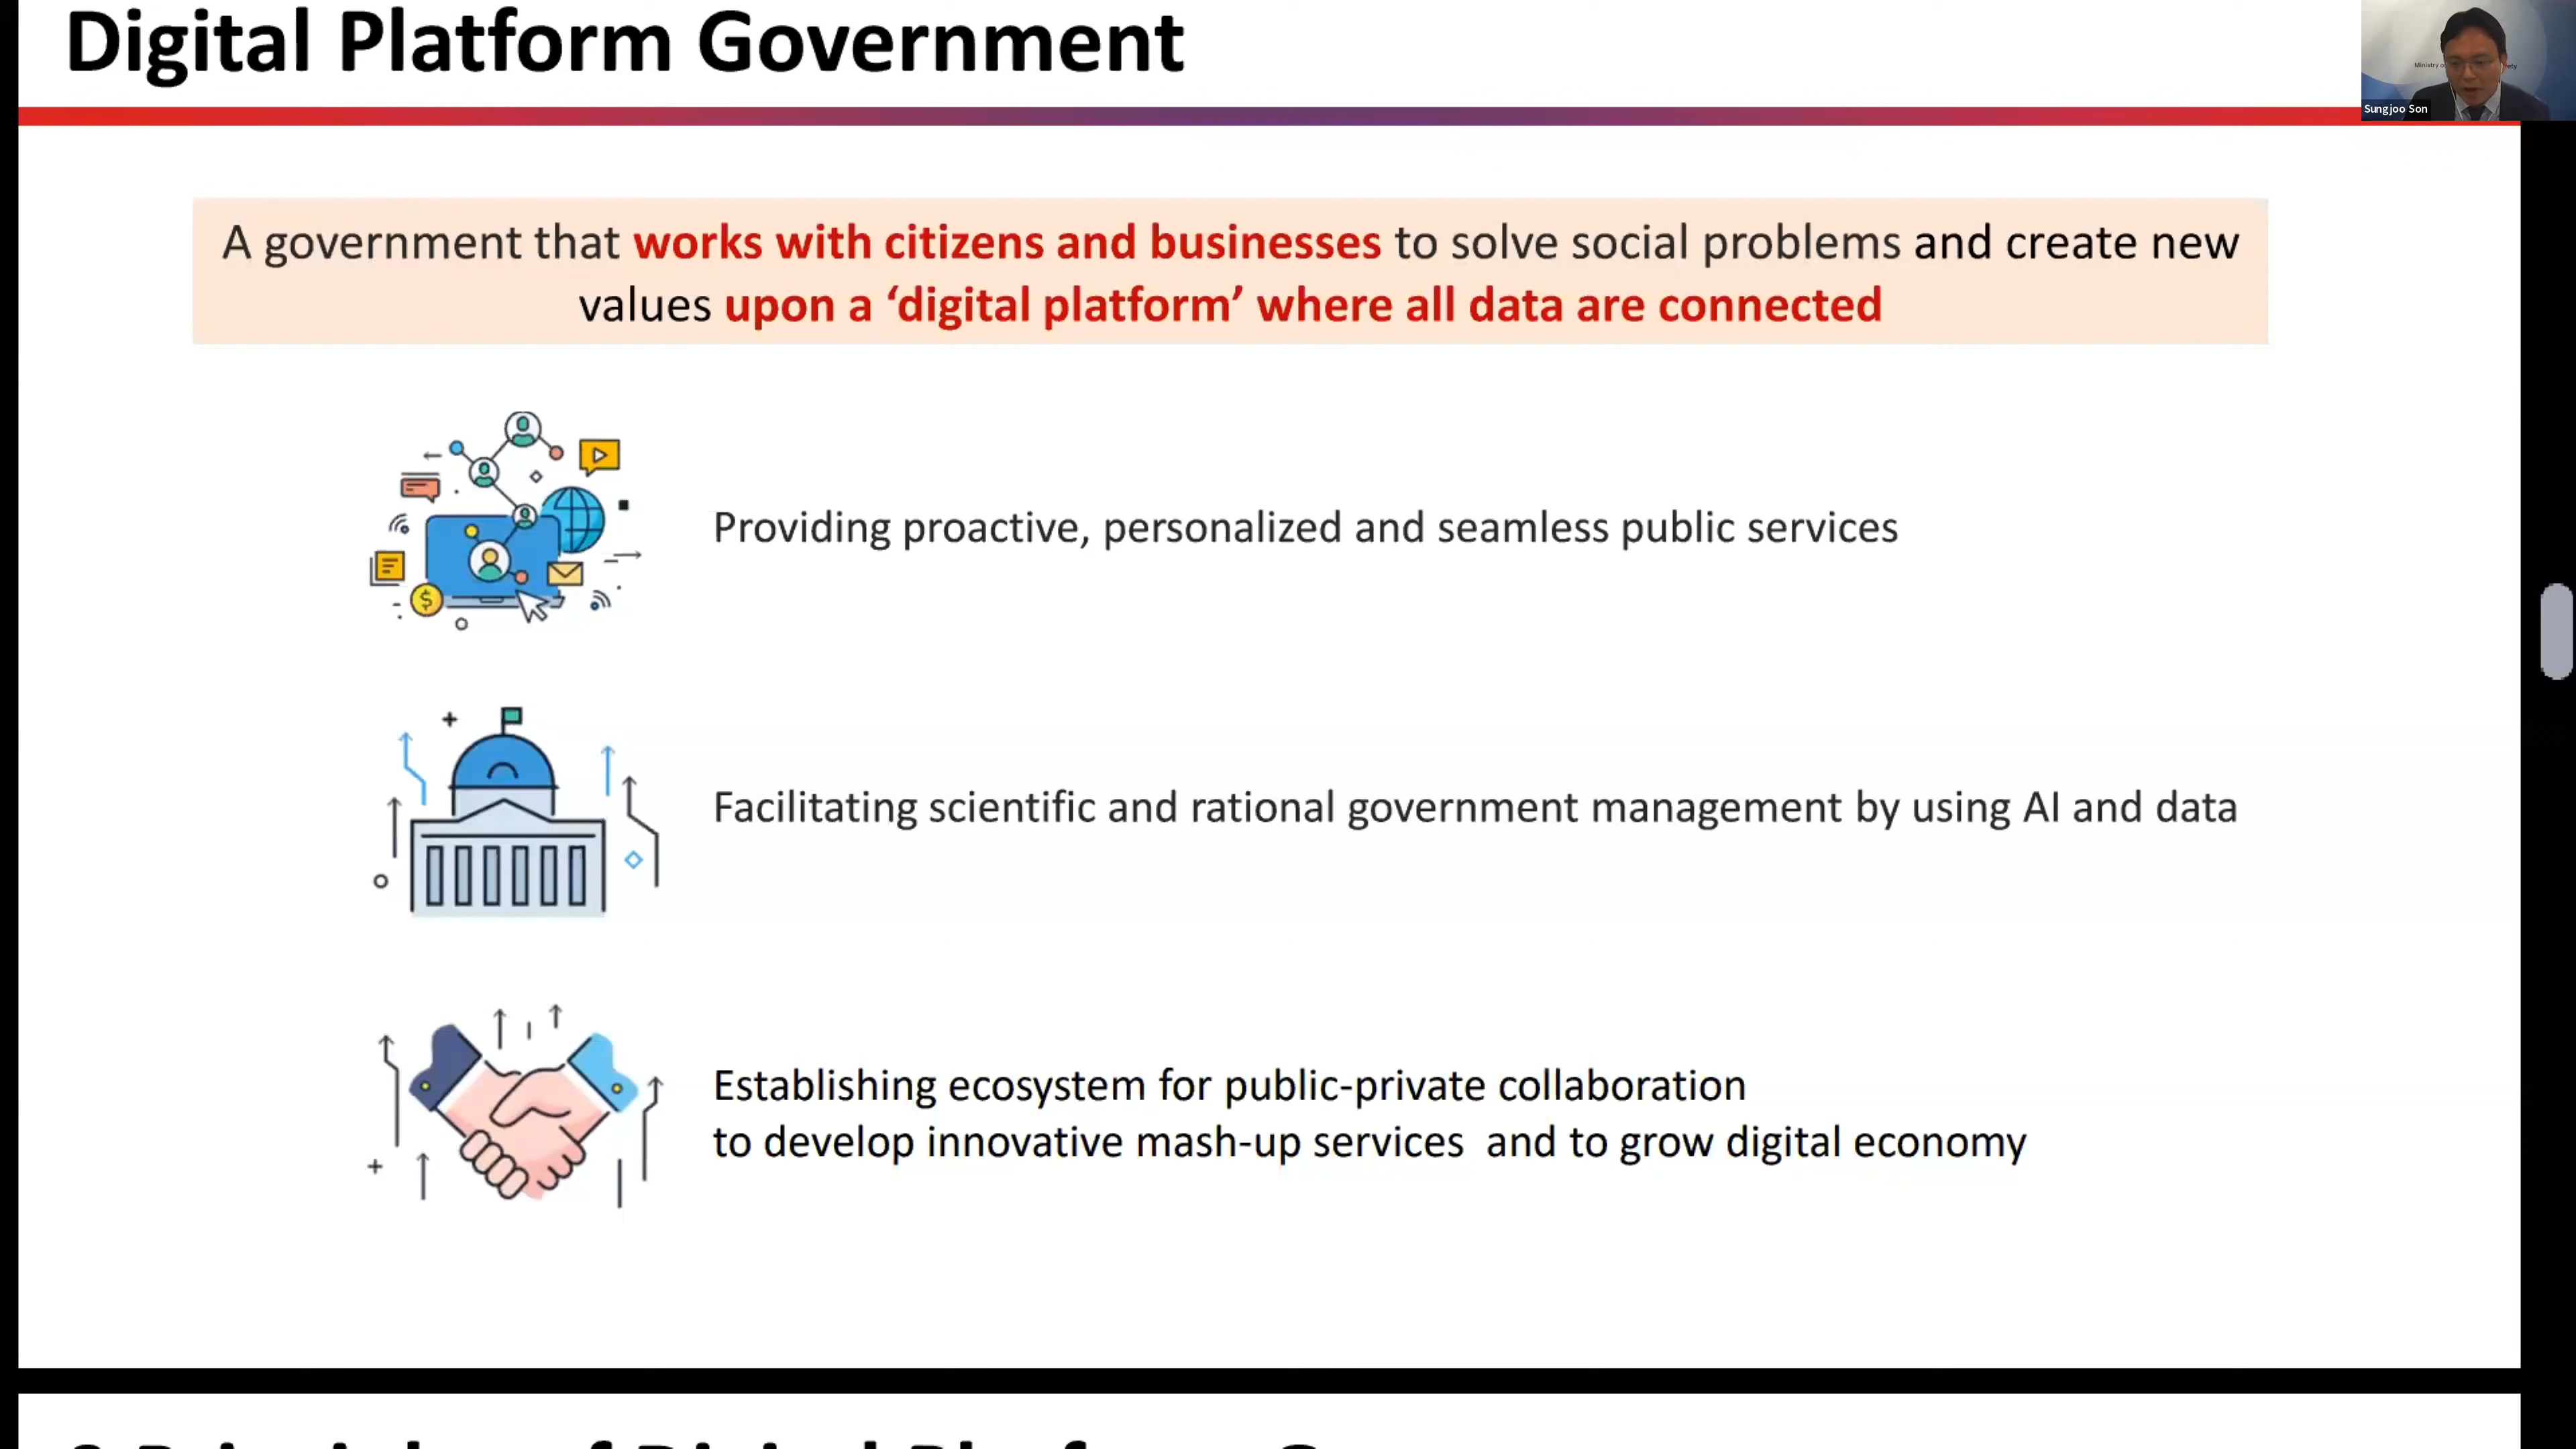 Digital Platform Government
Sungjoo Son
A government that works with citizens and businesses to solve social problems and create new
values upon a ‘digital platform’ where all data are connected
Providing proactive, personalized and seamless public services
Facilitating scientific and rational government management by using AI and data
Establishing ecosystem for public-private collaboration
to develop innovative mash-up services and to grow digital economy